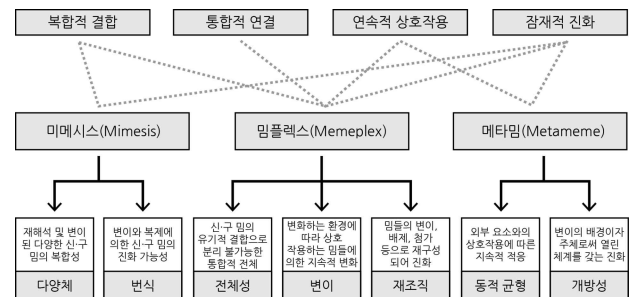 복합적 결합
통합적 연결
연속적 상호작용
잠재적 진화
미메시스(Mimesis)
밈플렉스(Memeplex)
메타밈(Metameme)
재해석 및 변이
된 다양한 신·구
밈의 복합성
다양체
변이와 복제에
의한 신·구 밈의
진화 가능성
번식
신·구 밈의
유기적 결합으로
분리 불가능한
통합적 전체
전체성
변화하는 환경에
따라 상호
작용하는 밈들에
의한 지속적 변화
변이
밈들의 변이,
배제, 첨가
등으로 재구성
되어 진화
재조직
외부 요소와의
상호작용에 따른
지속적 적응
동적 균형
변이의 배경이자
주체로써 열린
체계를 갖는 진화
개방성